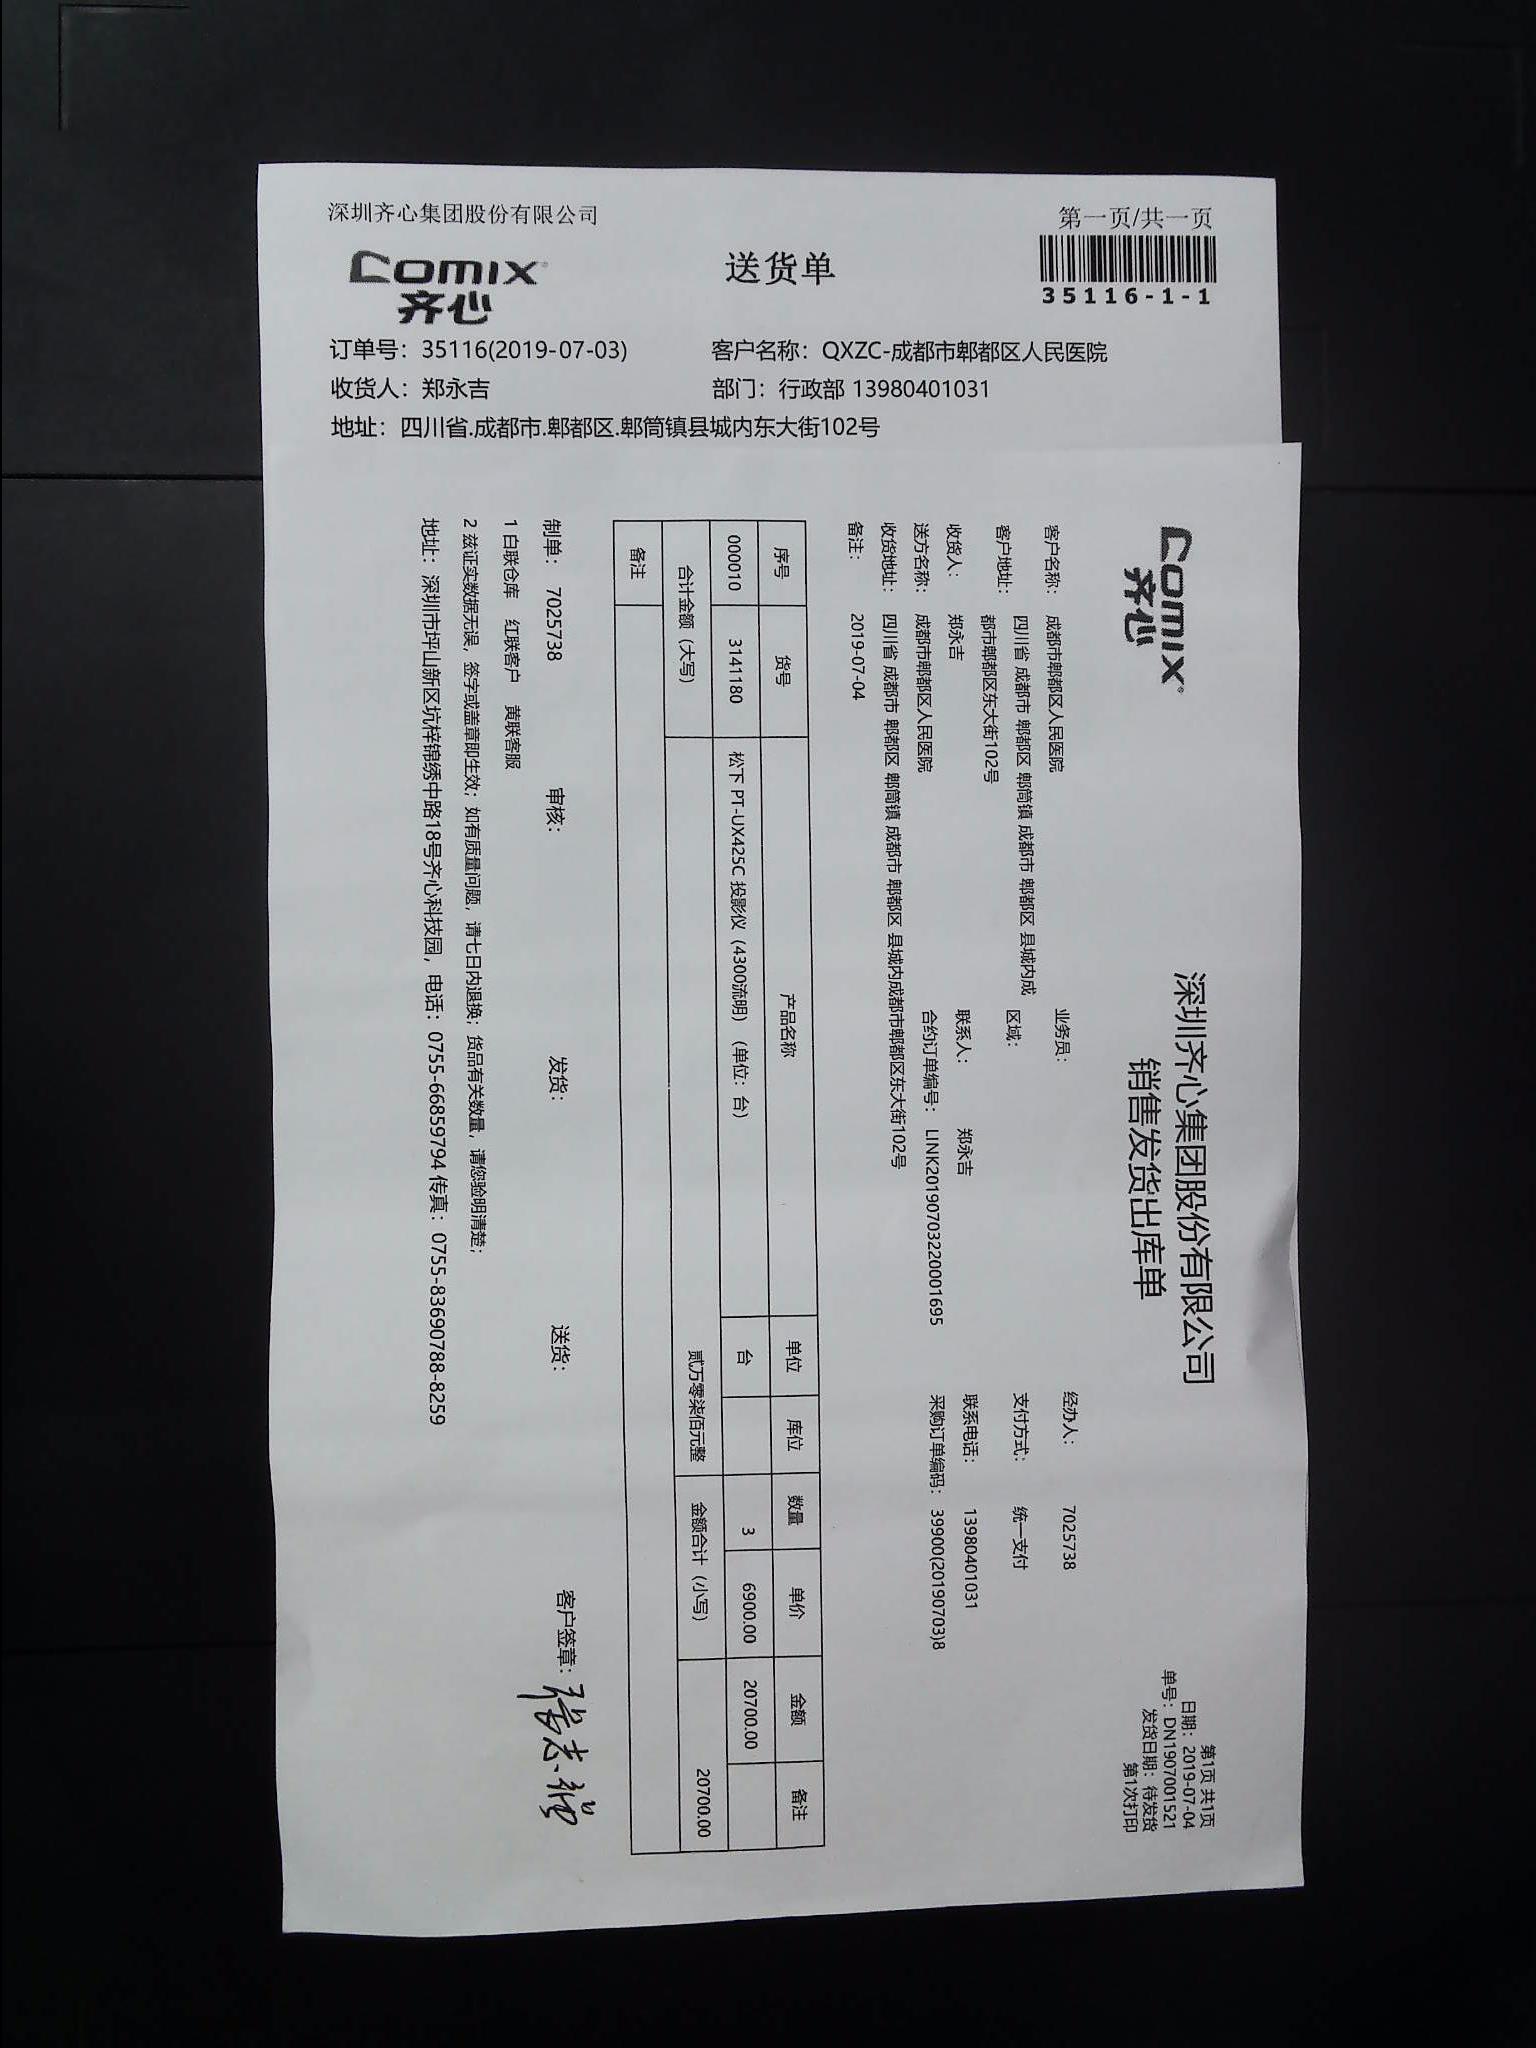 深圳齐心集团股份有限公司
第一页/共一页
Comix
齐心
送货单
35116-1-1
订单号：35116(2019-07-03)
客户名称：QXZC-成都市郫都区人民医院
收货人：郑永吉
部门：行政部 13980401031
地址：四川省.成都市.郫都区.郫筒镇县城内东大街102号
Comix
齐心
深圳齐心集团股份有限公司
销售发货出库单
第1页 共1页
日期：2019-07-04
单号：DN1907001521
发货日期：待发货
第1次打印
客户名称： 成都市郫都区人民医院 业务员： 经办人： 7025738
客户地址： 四川省 成都市 郫都区 郫筒镇 成都市 郫都区 县城内成 区域： 支付方式： 统一支付
都市郫都区东大街102号
收货人： 郑永吉 联系人： 郑永吉 联系电话： 13980401031
送方名称： 成都市郫都区人民医院 合约订单编号： LINK20190703220001695 采购订单编码： 39900(20190703)8
收货地址： 四川省 成都市 郫都区 郫筒镇 成都市 郫都区 县城内成都市郫都区东大街102号
备注： 2019-07-04
序号 货号 产品名称 单位 库位 数量 单价 金额 备注
000010 3141180 松下 PT-UX425C 投影仪（4300流明）（单位：台） 台 3 6900.00 20700.00
合计金额（大写） 贰万零柒佰元整 金额合计（小写） 20700.00
备注
制单： 7025738 审核： 发货： 送货： 客户签章：
1 白联仓库 红联客户 黄联客服
2 兹证实数据无误，签字或盖章即生效；如有质量问题，请七日内退换；货品有关数量，请您验明清楚；
地址：深圳市坪山新区坑梓锦绣中路18号齐心科技园，电话：0755-66859794 传真：0755-83690788-8259